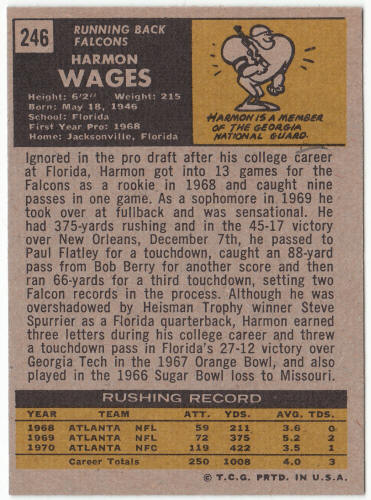 246
RUNNING BACK
FALCONS
HARMON
WAGES
Height: 6'2" Weight: 215
Born: May 18, 1946
School: Florida
First Year Pro: 1968
Home: Jacksonville, Florida
HARMON IS A MEMBER
OF THE GEORGIA
NATIONAL GUARD.
Ignored in the pro draft after his college career
at Florida, Harmon got into 13 games for the
Falcons as a rookie in 1968 and caught nine
passes in one game. As a sophomore in 1969 he
took over at fullback and was sensational. He
had 375-yards rushing and in the 45-17 victory
over New Orleans, December 7th, he passed to
Paul Flatley for a touchdown, caught an 88-yard
pass from Bob Berry for another score and then
ran 66-yards for a third touchdown, setting two
Falcon records in the process. Although he was
overshadowed by Heisman Trophy winner Steve
Spurrier as a Florida quarterback, Harmon earned
three letters during his college career and threw
a touchdown pass in Florida's 27-12 victory over
Georgia Tech in the 1967 Orange Bowl, and also
played in the 1966 Sugar Bowl loss to Missouri.
RUSHING RECORD
YEAR TEAM ATT. YDS. AVG. TDS.
1968 ATLANTA NFL 59 211 3.6 0
1969 ATLANTA NFL 72 375 5.2 2
1970 ATLANTA NFC 119 422 3.5 1
Career Totals 250 1008 4.0 3
© T.C.G. PRTD. IN U.S.A.